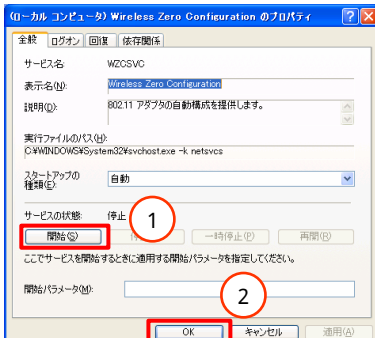 (ローカル コンピュータ) Wireless Zero Configuration のプロパティ
全般 ログオン 回復 依存関係
サービス名: WZCSVC
表示名(N): Wireless Zero Configuration
説明(D): 802.11 アダプタの自動構成を提供します。
実行ファイルのパス(H):
C:¥WINDOWS¥System32¥svchost.exe -k netsvcs
スタートアップの種類(E): 自動
サービスの状態: 停止
1
開始(S) 一時停止(P) 再開(R)
ここでサービスを開始するときに適用する開始パラメータを指定してください。
開始パラメータ(M):
2
OK キャンセル 適用(A)